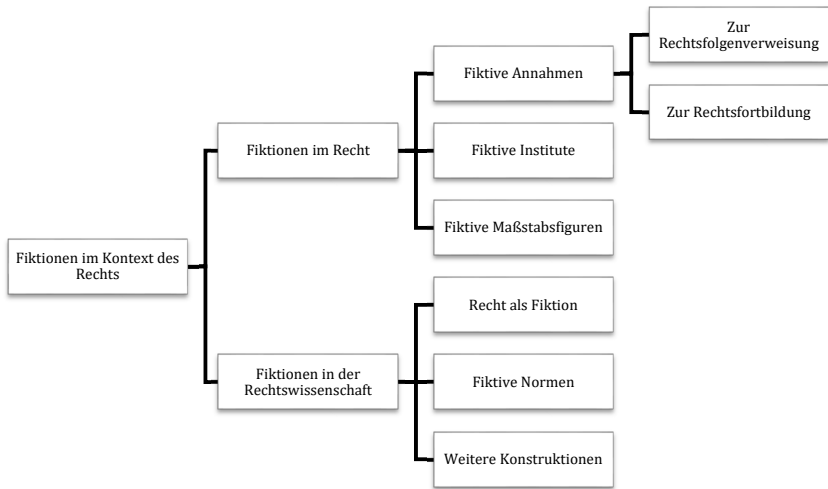 Fiktionen im Kontext des
Rechts
Fiktionen im Recht
Fiktive Annahmen
Zur
Rechtsfolgenverweisung
Zur Rechtsfortbildung
Fiktive Institute
Fiktive Maßstabsfiguren
Fiktionen in der
Rechtswissenschaft
Recht als Fiktion
Fiktive Normen
Weitere Konstruktionen